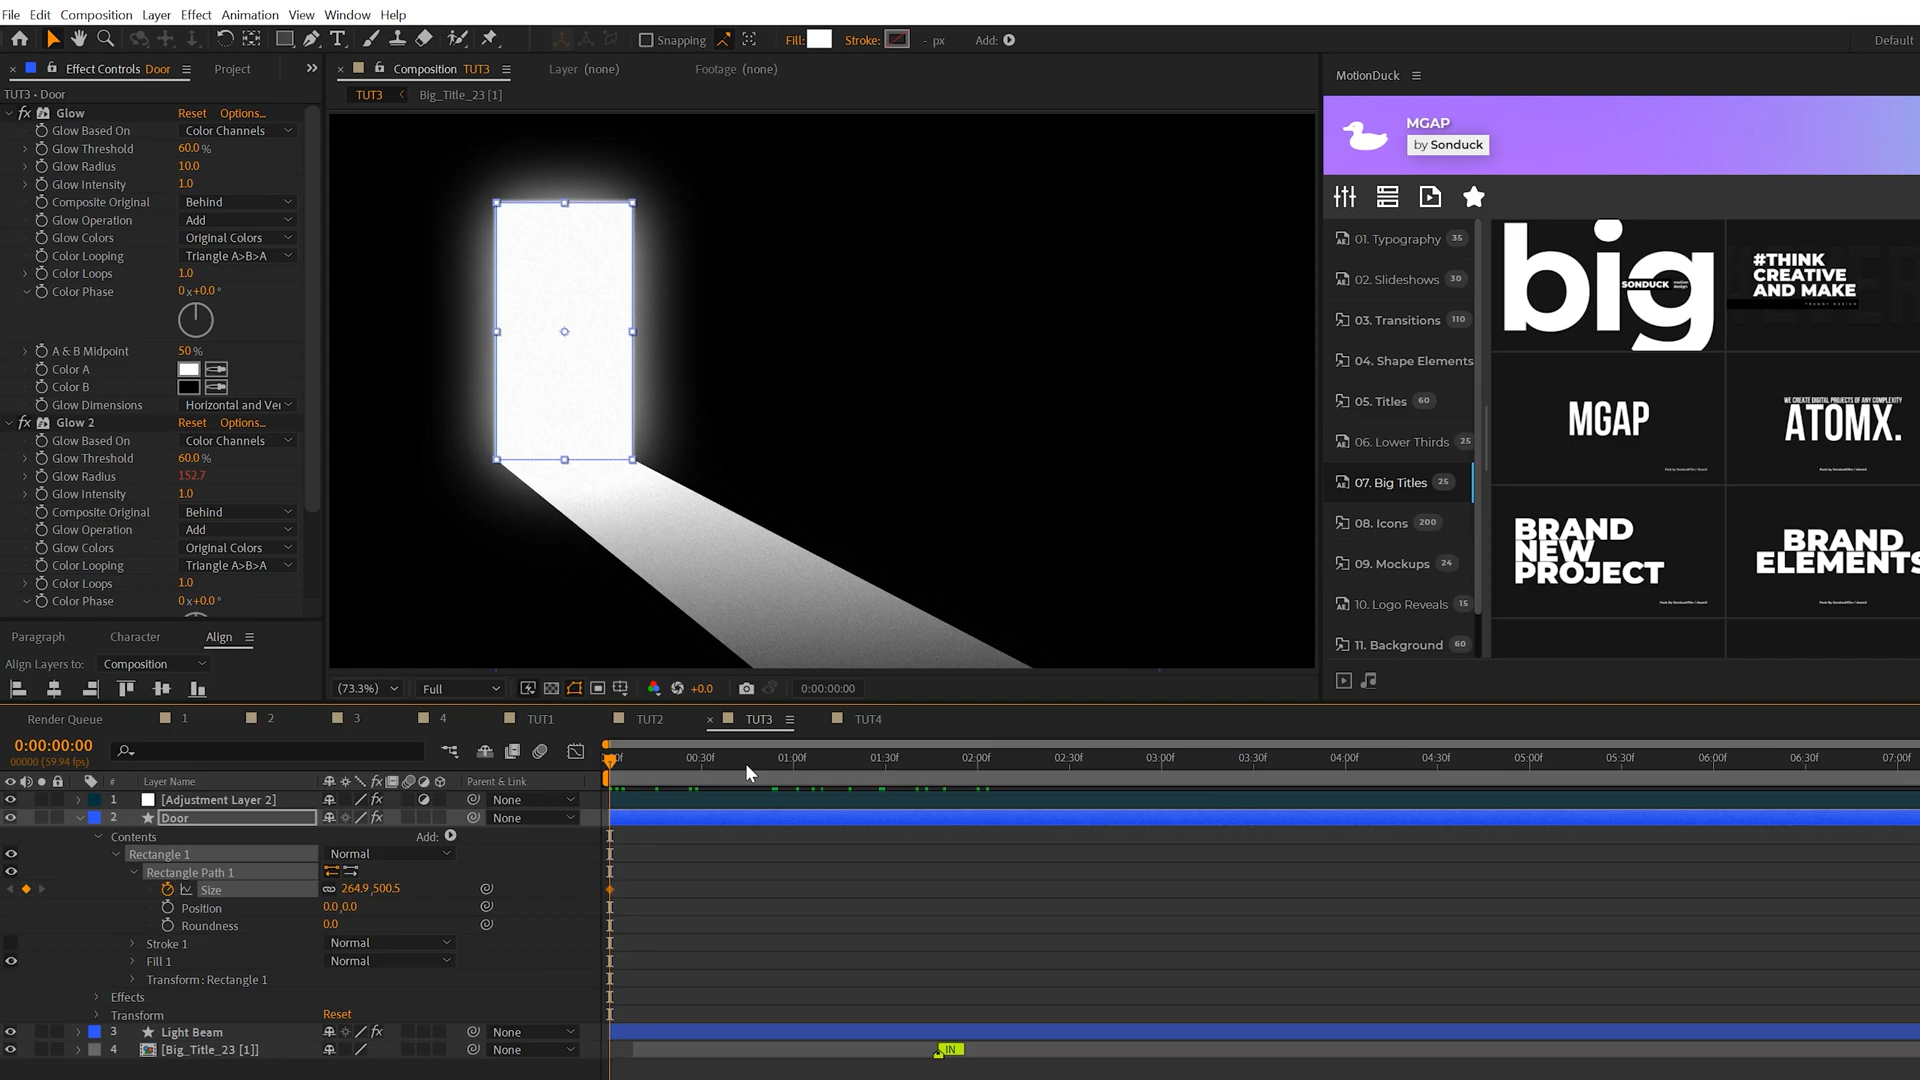 File Edit Composition Layer Effect Animation View Window Help
Snapping Fill: Stroke: - px Add: Default
Effect Controls Door Project
TUT3 • Door
fx Glow Reset Options...
Glow Based On Color Channels
Glow Threshold 60.0 %
Glow Radius 10.0
Glow Intensity 1.0
Composite Original Behind
Glow Operation Add
Glow Colors Original Colors
Color Looping Triangle A>B>A
Color Loops 1.0
Color Phase 0 x+0.0 °
A & B Midpoint 50 %
Color A
Color B
Glow Dimensions Horizontal and Ver
fx Glow 2 Reset Options...
Glow Based On Color Channels
Glow Threshold 60.0 %
Glow Radius 152.7
Glow Intensity 1.0
Composite Original Behind
Glow Operation Add
Glow Colors Original Colors
Color Looping Triangle A>B>A
Color Loops 1.0
Color Phase 0 x+0.0 °
Paragraph Character Align
Align Layers to: Composition
Composition TUT3 Layer (none) Footage (none)
TUT3 Big_Title_23 [1]
(73.3%) Full +0.0 0:00:00:00
MotionDuck
MGAP
by Sonduck
01. Typography 35
02. Slideshows 30
03. Transitions 110
04. Shape Elements
05. Titles 60
06. Lower Thirds 25
07. Big Titles 25
08. Icons 200
09. Mockups 24
10. Logo Reveals 15
11. Background 60
big
SONDUCK
#THINK
CREATIVE
AND MAKE
MGAP
WE CREATE DIGITAL PROJECTS OF ANY COMPLEXITY
ATOMX.
BRAND
NEW
PROJECT
BRAND
ELEMENTS
Render Queue 1 2 3 4 TUT1 TUT2 TUT3 TUT4
0:00:00:00
00000 (59.94 fps)
00:30f 01:00f 01:30f 02:00f 02:30f 03:00f 03:30f 04:00f 04:30f 05:00f 05:30f 06:00f 06:30f 07:00f
# Layer Name fx Parent & Link
1 [Adjustment Layer 2] fx None
2 Door fx None
Contents Add:
Rectangle 1 Normal
Rectangle Path 1
Size 264.9,500.5
Position 0.0,0.0
Roundness 0.0
Stroke 1 Normal
Fill 1 Normal
Transform: Rectangle 1
Effects
Transform Reset
3 Light Beam fx None
4 [Big_Title_23 [1]] None IN